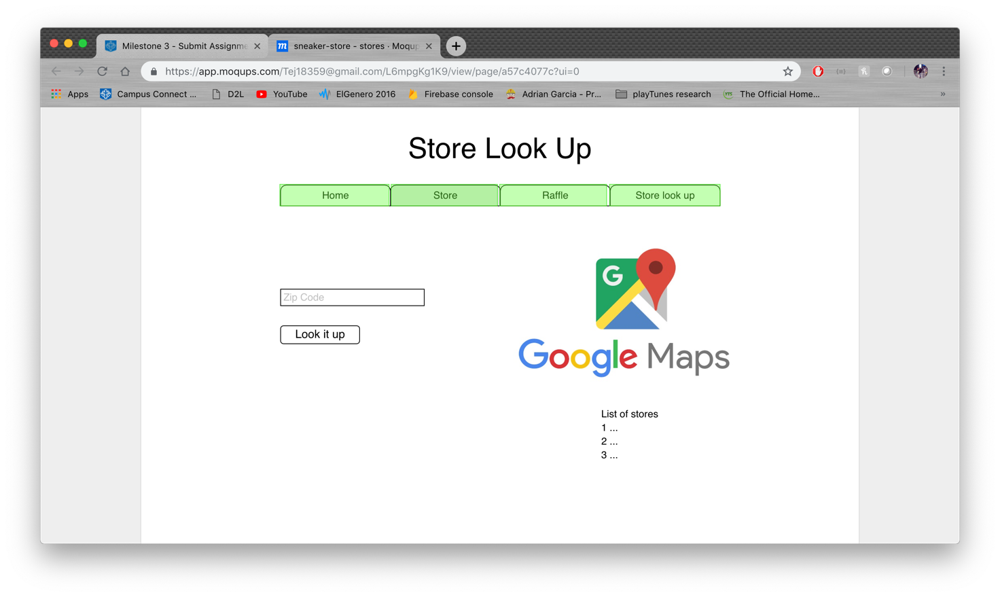 Milestone 3 - Submit Assignme
sneaker-store - stores · Moqup
https://app.moqups.com/Tej18359@gmail.com/L6mpgKg1K9/view/page/a57c4077c?ui=0
Apps Campus Connect ... D2L YouTube ElGenero 2016 Firebase console Adrian Garcia - Pr... playTunes research The Official Home... »
Store Look Up
Home Store Raffle Store look up
G
Zip Code
Look it up
Google Maps
List of stores
1 ...
2 ...
3 ...